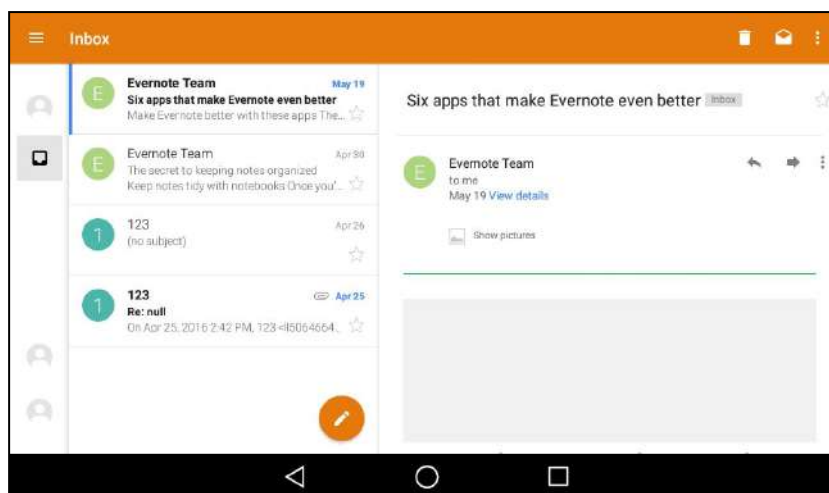 Inbox
E
Evernote Team
May 19
Six apps that make Evernote even better
Make Evernote better with these apps The...
E
Evernote Team
Apr 30
The secret to keeping notes organized
Keep notes tidy with notebooks Once you'...
1
123
Apr 26
(no subject)
1
123
Apr 25
Re: null
On Apr 25, 2016 2:42 PM, 123
Six apps that make Evernote even better
Inbox
E
Evernote Team
to me
May 19 View details
Show pictures